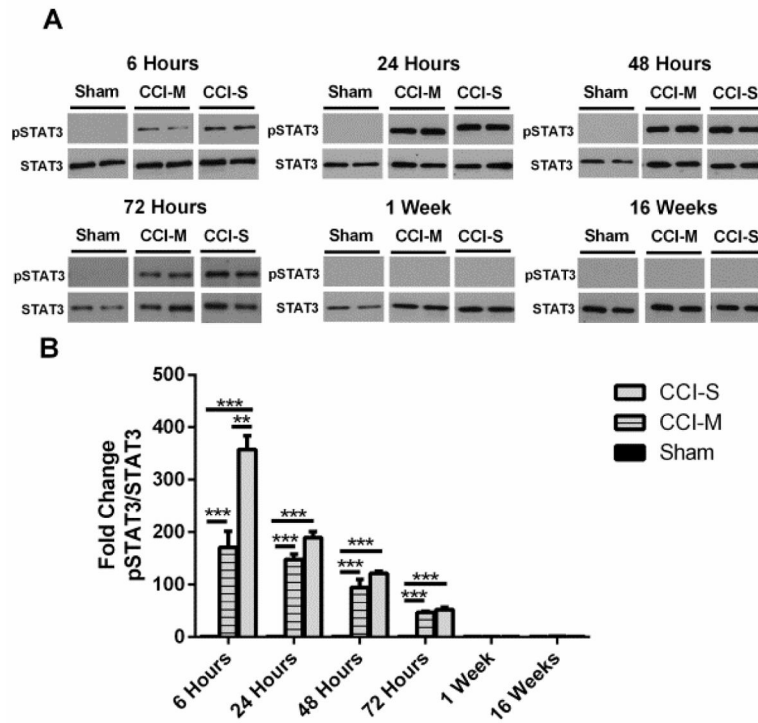 A
6 Hours 24 Hours 48 Hours
Sham CCI-M CCI-S Sham CCI-M CCI-S Sham CCI-M CCI-S
pSTAT3 pSTAT3 pSTAT3
STAT3 STAT3 STAT3
72 Hours 1 Week 16 Weeks
Sham CCI-M CCI-S Sham CCI-M CCI-S Sham CCI-M CCI-S
pSTAT3 pSTAT3 pSTAT3
STAT3 STAT3 STAT3
B
Fold Change
pSTAT3/STAT3
500
400
300
200
100
0
*** ** ***
*** ***
*** ***
*** ***
6 Hours
24 Hours
48 Hours
72 Hours
1 Week
16 Weeks
CCI-S
CCI-M
Sham